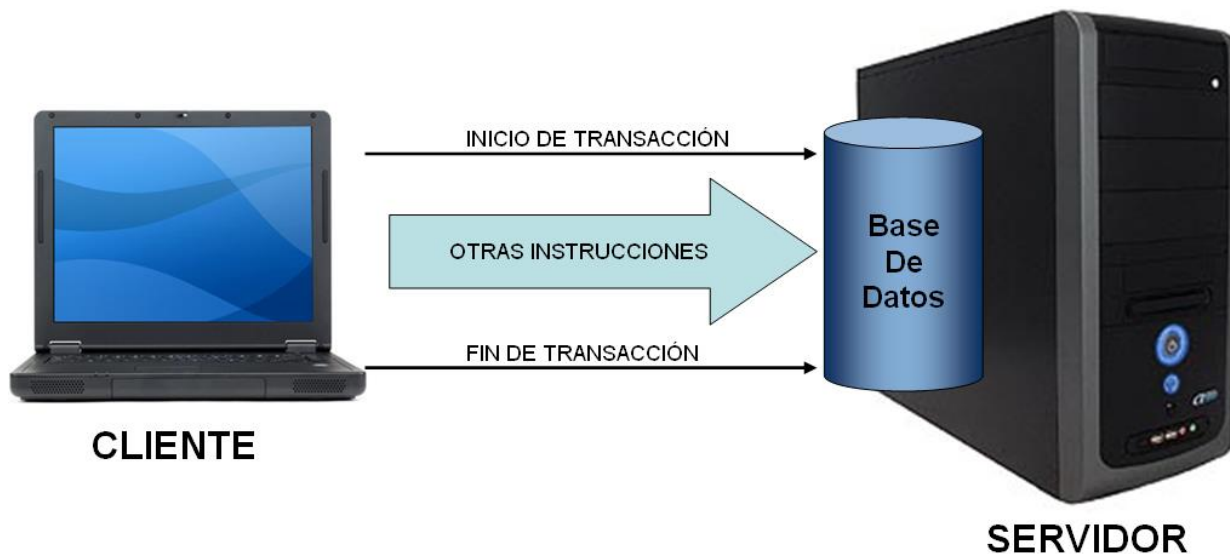 INICIO DE TRANSACCIÓN
OTRAS INSTRUCCIONES
Base
De
Datos
FIN DE TRANSACCIÓN
CLIENTE
SERVIDOR